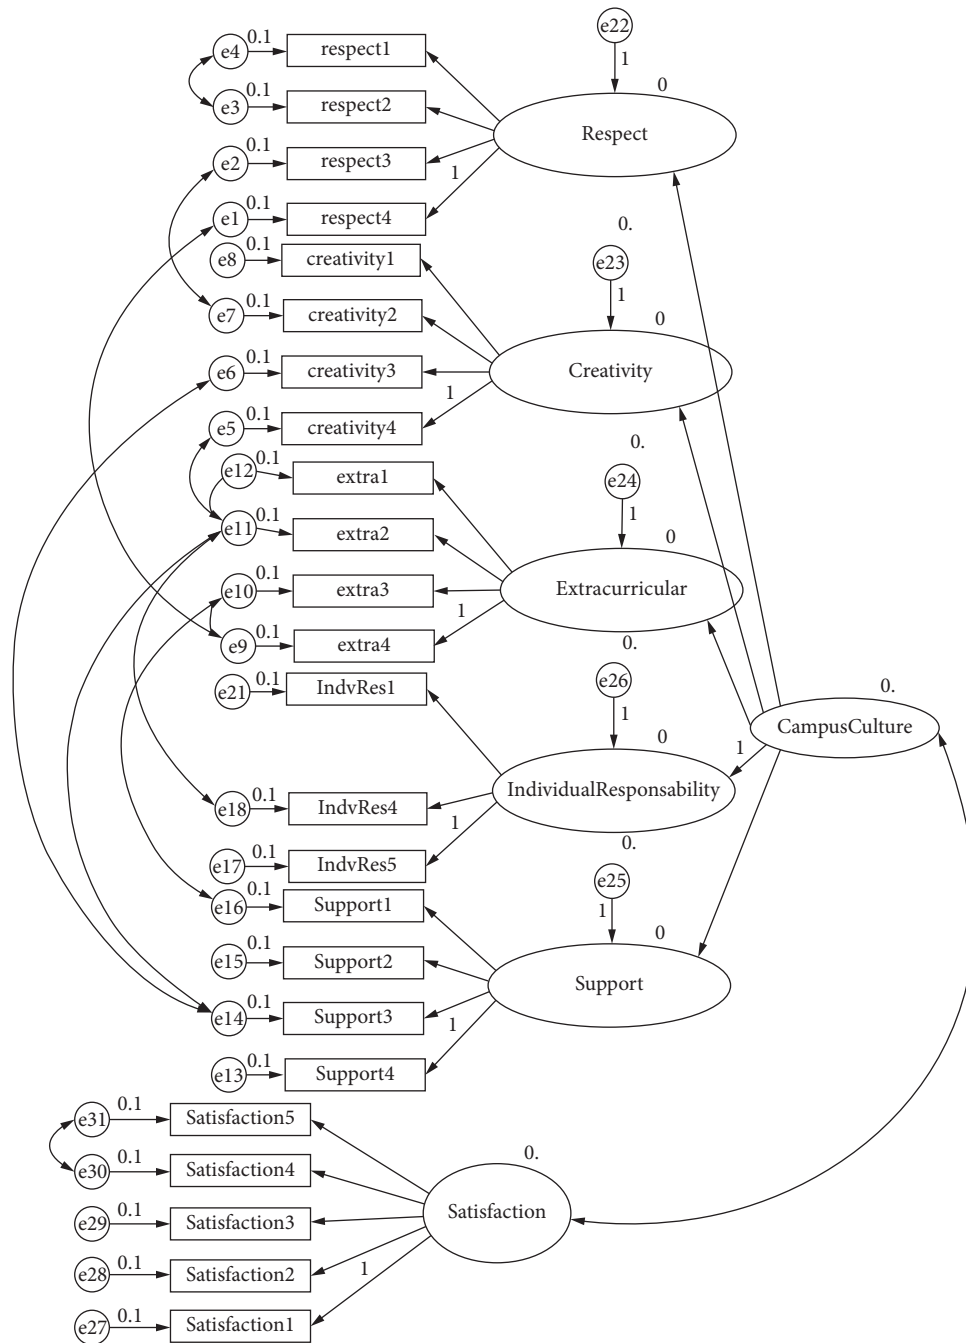 e22
e4 0.1 respect1
1
0
e3 0.1 respect2
Respect
e2 0.1 respect3
1
e1 0.1 respect4
0.
e8 0.1 creativity1
e23
1
e7 0.1 creativity2
0
e6 0.1 creativity3
Creativity
1
e5 0.1 creativity4
0.
e12 0.1 extra1
e24
1
e11 0.1 extra2
0
e10 0.1 extra3
Extracurricular
1
e9 0.1 extra4
0.
e21 0.1 IndvRes1
e26
0.
1
CampusCulture
0
1
IndividualResponsability
e18 0.1 IndvRes4
1
0.
e17 0.1 IndvRes5
e25
e16 0.1 Support1
1
0
e15 0.1 Support2
Support
e14 0.1 Support3
1
e13 0.1 Support4
e31 0.1 Satisfaction5
0.
e30 0.1 Satisfaction4
Satisfaction
e29 0.1 Satisfaction3
e28 0.1 Satisfaction2
1
e27 0.1 Satisfaction1